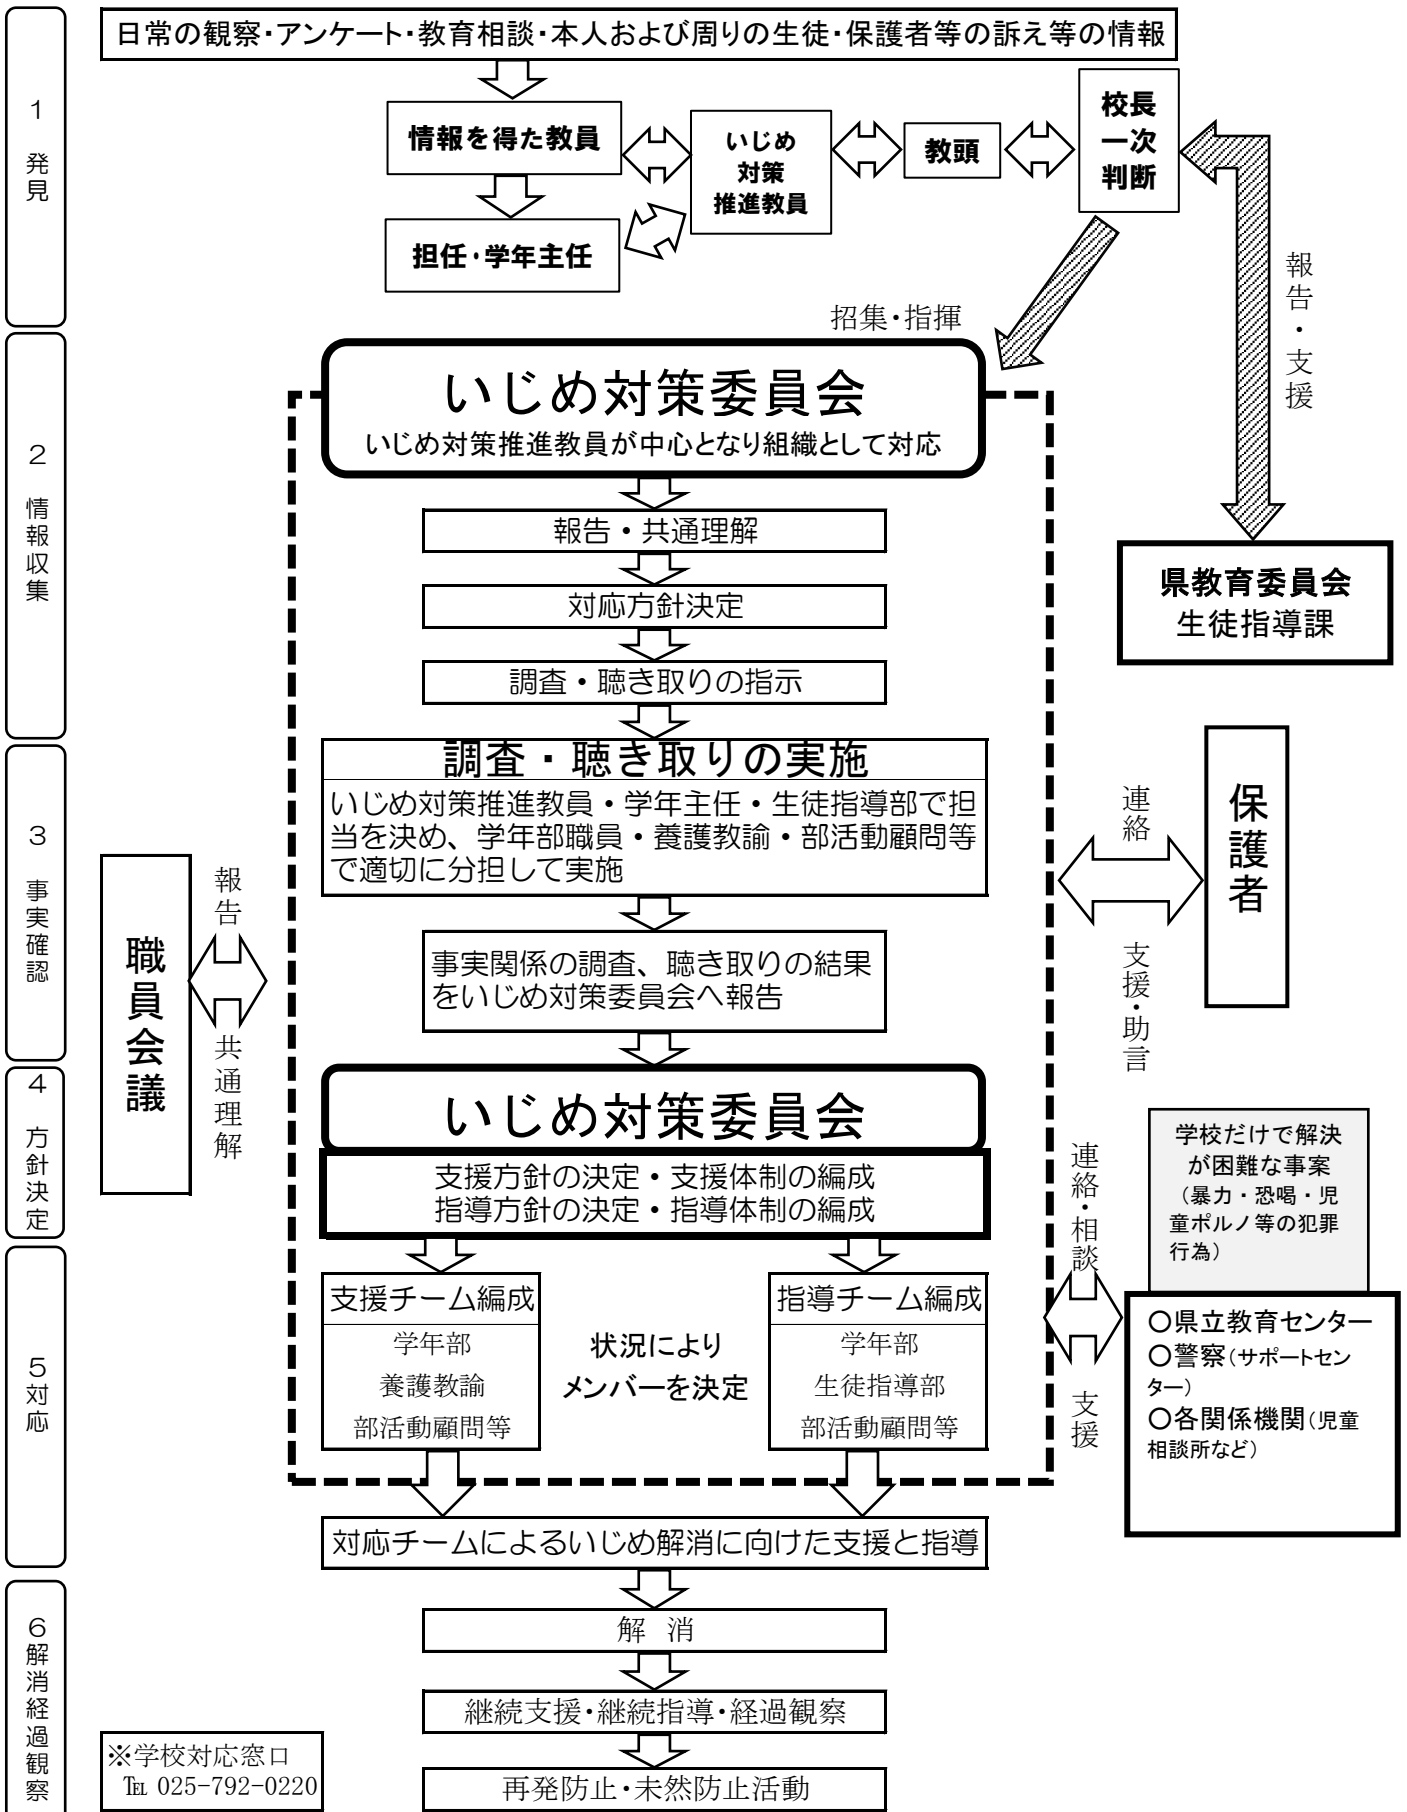 日常の観察・アンケート・教育相談・本人および周りの生徒・保護者等の訴え等の情報
1 発見
情報を得た教員
いじめ
対策
推進教員
教頭
校長
一次
判断
担任・学年主任
報告・支援
招集・指揮
2 情報収集
いじめ対策委員会
いじめ対策推進教員が中心となり組織として対応
報告・共通理解
対応方針決定
調査・聴き取りの指示
県教育委員会
生徒指導課
3 事実確認
調査・聴き取りの実施
いじめ対策推進教員・学年主任・生徒指導部で担
当を決め、学年部職員・養護教諭・部活動顧問等
で適切に分担して実施
事実関係の調査、聴き取りの結果
をいじめ対策委員会へ報告
職員会議
報告
共通理解
連絡
支援・助言
保護者
4 方針決定
いじめ対策委員会
支援方針の決定・支援体制の編成
指導方針の決定・指導体制の編成
連絡・相談
支援
学校だけで解決
が困難な事案
（暴力・恐喝・児
童ポルノ等の犯罪
行為）
○県立教育センター
○警察（サポートセン
ター）
○各関係機関（児童
相談所など）
5 対応
支援チーム編成
学年部
養護教諭
部活動顧問等
状況により
メンバーを決定
指導チーム編成
学年部
生徒指導部
部活動顧問等
対応チームによるいじめ解消に向けた支援と指導
6 解消経過観察
解 消
継続支援・継続指導・経過観察
再発防止・未然防止活動
※学校対応窓口
℡ 025-792-0220